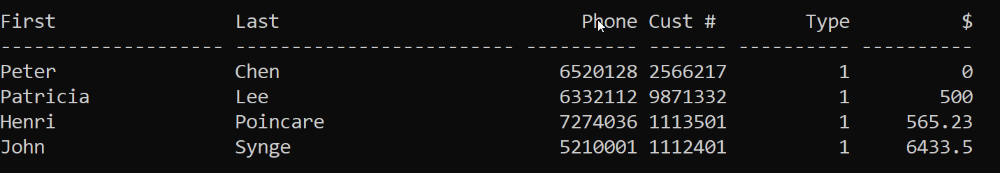 First                Last                           Phone Cust #        Type          $
-------------------- ------------------------- ---------- ------- ---------- ----------
Peter                Chen                         6520128 2566217          1          0
Patricia             Lee                          6332112 9871332          1        500
Henri                Poincare                     7274036 1113501          1     565.23
John                 Synge                        5210001 1112401          1     6433.5